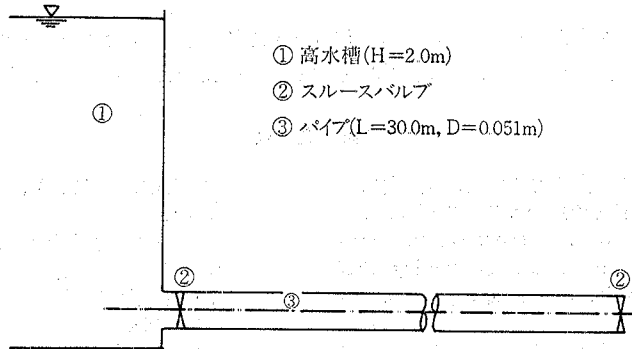 ① 高水槽(H=2.0m)
② スルースバルブ
③ パイプ(L=30.0m, D=0.051m)
①
②
③
②